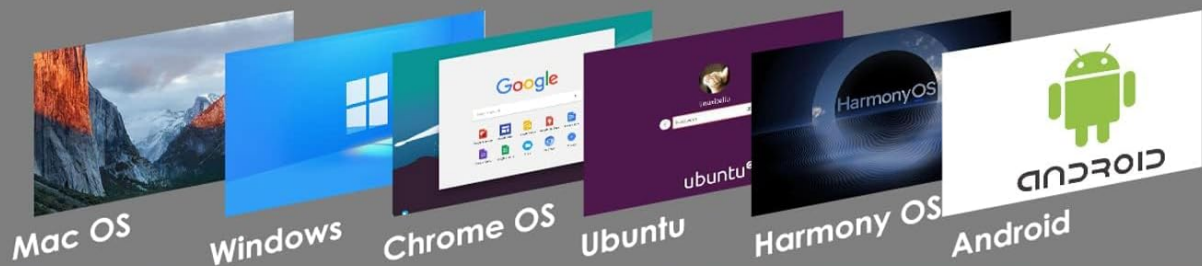 Google
ubuntu
HarmonyOS
ANDROID
Mac OS
Windows
Chrome OS
Ubuntu
Harmony OS
Android